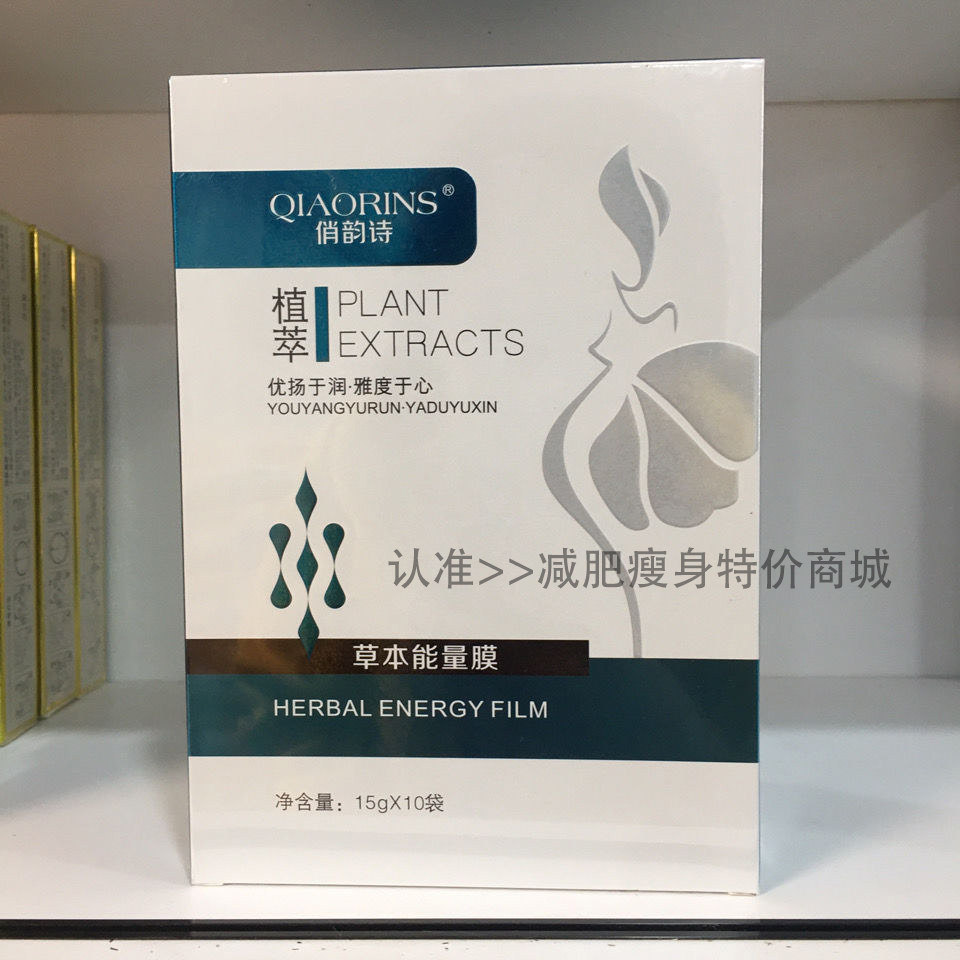 QIAORINS®
俏韵诗
植萃
PLANT
EXTRACTS
优扬于润·雅度于心
YOUYANGYURUN·YADUYUXIN
认准>>减肥瘦身特价商城
草本能量膜
HERBAL ENERGY FILM
净含量：15gX10袋